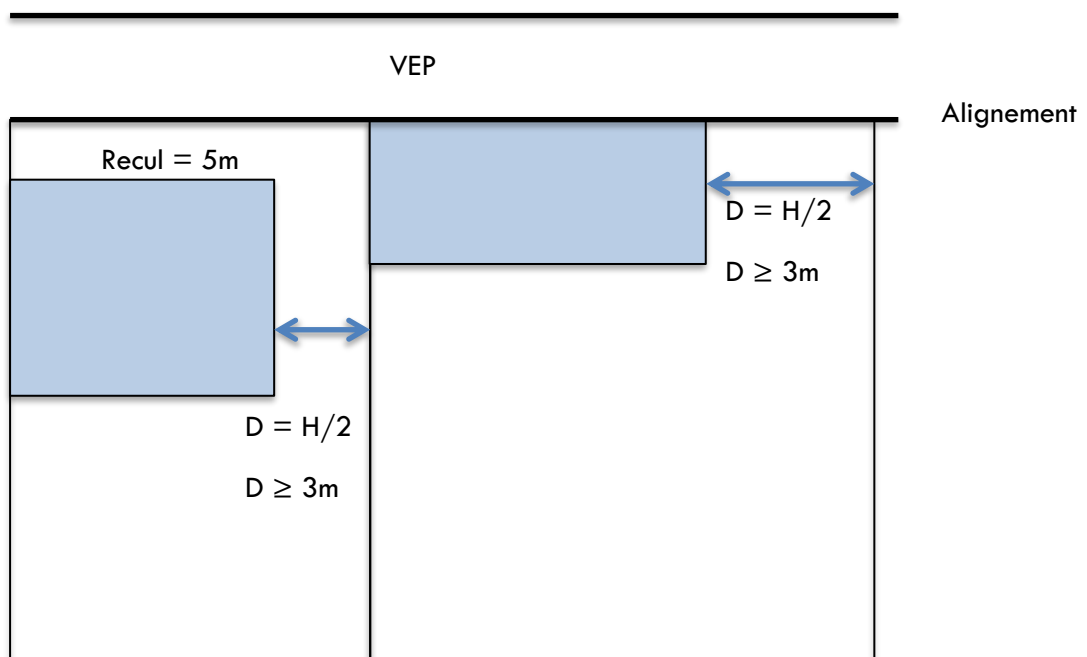 VEP
Alignement
Recul = 5m
D = H/2
D ≥ 3m
D = H/2
D ≥ 3m